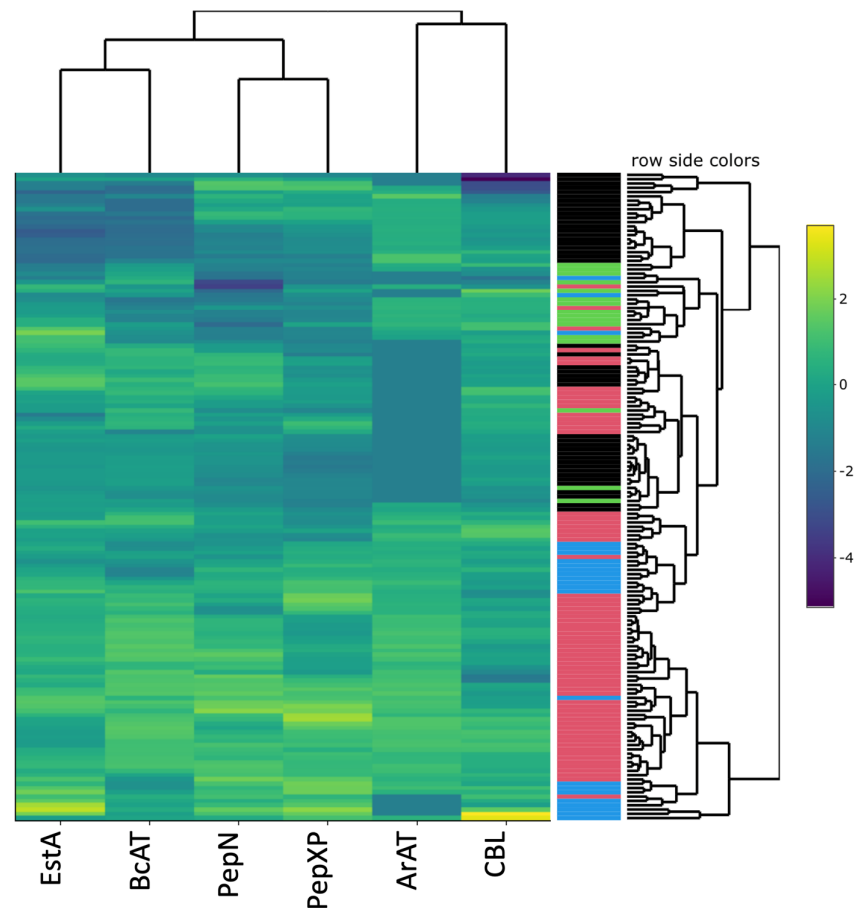 row side colors
2
0
-2
-4
EstA
BcAT
PepN
PepXP
ArAT
CBL